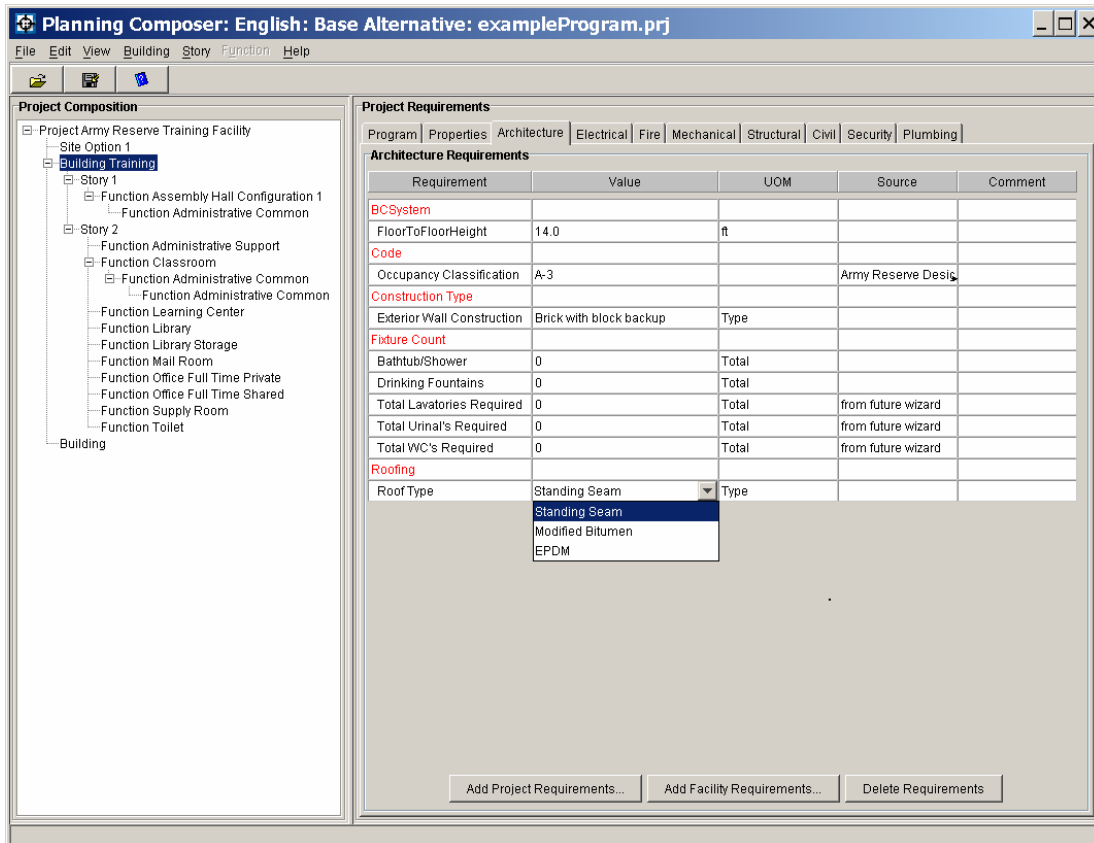 Planning Composer: English: Base Alternative: exampleProgram.prj
File Edit View Building Story Function Help
Project Composition
Project Army Reserve Training Facility
Site Option 1
Building Training
Story 1
Function Assembly Hall Configuration 1
Function Administrative Common
Story 2
Function Administrative Support
Function Classroom
Function Administrative Common
Function Administrative Common
Function Learning Center
Function Library
Function Library Storage
Function Mail Room
Function Office Full Time Private
Function Office Full Time Shared
Function Supply Room
Function Toilet
Building
Project Requirements
Program Properties Architecture Electrical Fire Mechanical Structural Civil Security Plumbing
Architecture Requirements
Requirement Value UOM Source Comment
BCSystem
FloorToFloorHeight 14.0 ft
Code
Occupancy Classification A-3 Army Reserve Desig
Construction Type
Exterior Wall Construction Brick with block backup Type
Fixture Count
Bathtub/Shower 0 Total
Drinking Fountains 0 Total
Total Lavatories Required 0 Total from future wizard
Total Urinal's Required 0 Total from future wizard
Total WC's Required 0 Total from future wizard
Roofing
Roof Type Standing Seam Type
Standing Seam
Modified Bitumen
EPDM
Add Project Requirements... Add Facility Requirements... Delete Requirements